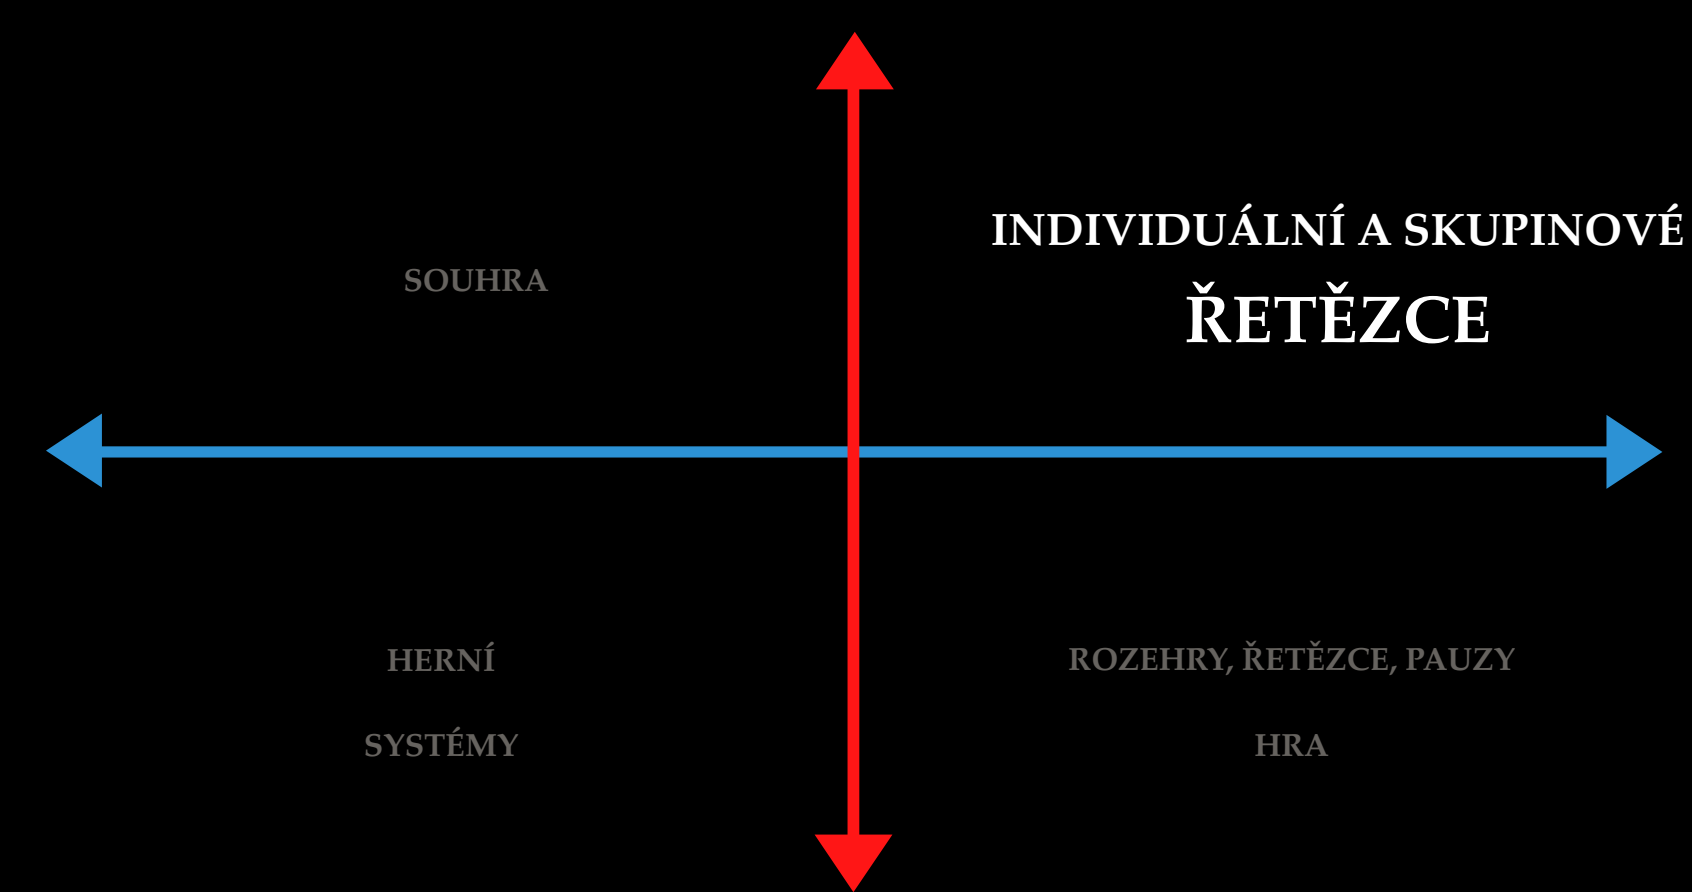 INDIVIDUÁLNÍ A SKUPINOVÉ
ŘETĚZCE
SOUHRA
HERNÍ
SYSTÉMY
ROZEHRY, ŘETĚZCE, PAUZY
HRA